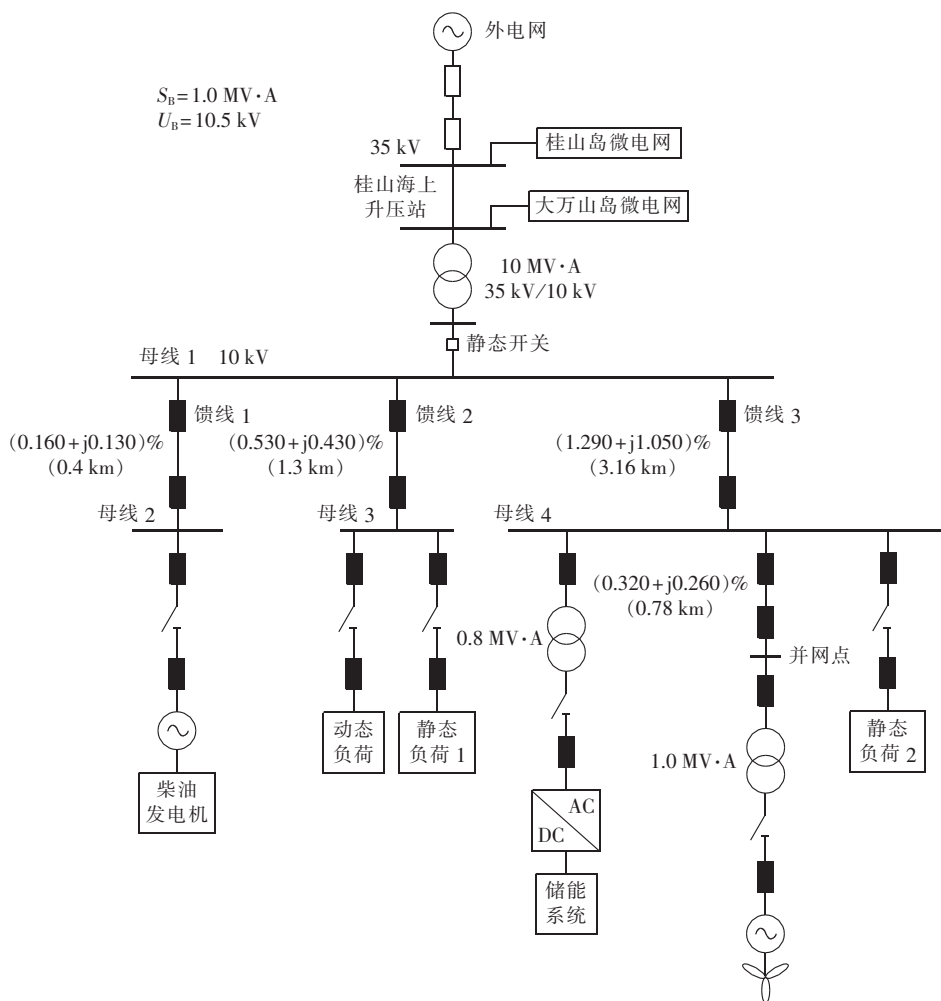 外电网
S_B=1.0 MV·A
U_B=10.5 kV
35 kV
桂山岛微电网
桂山海上
升压站
大万山岛微电网
10 MV·A
35 kV/10 kV
静态开关
母线 1 10 kV
馈线 1
(0.160+j0.130)%
(0.4 km)
馈线 2
(0.530+j0.430)%
(1.3 km)
馈线 3
(1.290+j1.050)%
(3.16 km)
母线 2
母线 3
母线 4
(0.320+j0.260)%
(0.78 km)
0.8 MV·A
并网点
动态
负荷
静态
负荷 1
1.0 MV·A
静态
负荷 2
柴油
发电机
AC
DC
储能
系统